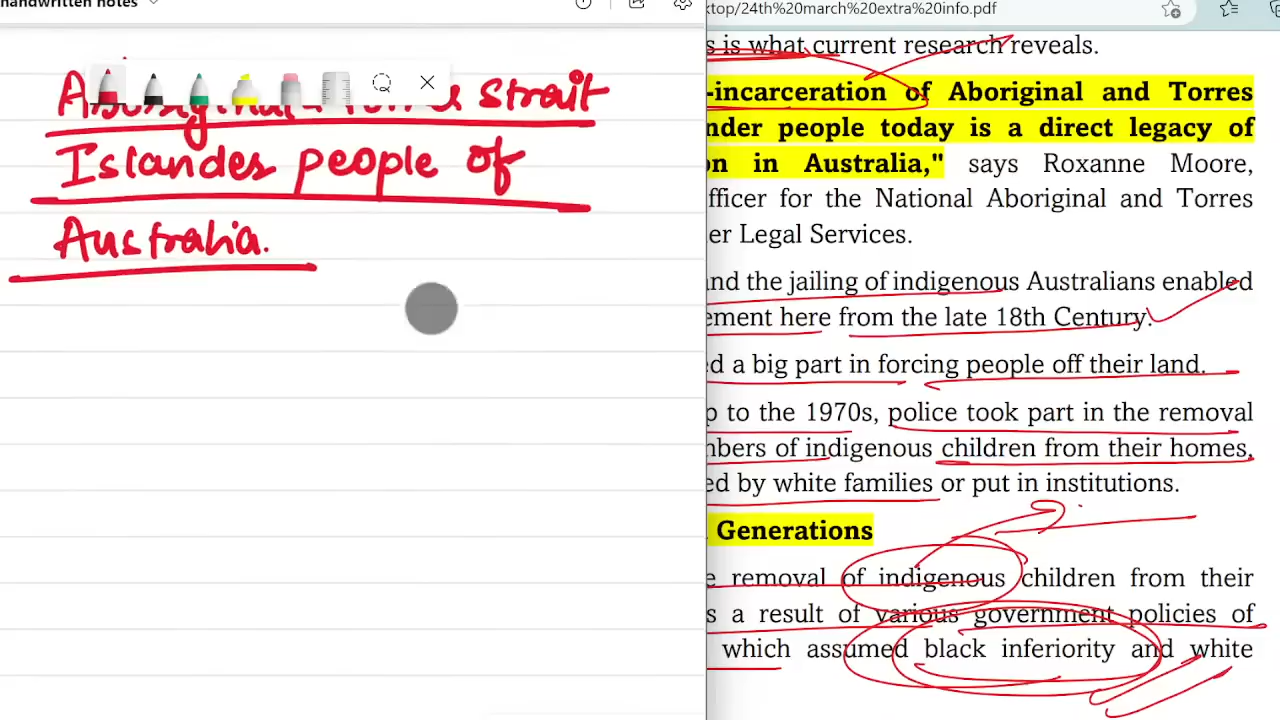 handwritten notes
Aboriginal & Torres strait
Islander people of
Australia.
ktop/24th%20march%20extra%20info.pdf
s is what current research reveals.
-incarceration of Aboriginal and Torres
nder people today is a direct legacy of
on in Australia," says Roxanne Moore,
fficer for the National Aboriginal and Torres
er Legal Services.
nd the jailing of indigenous Australians enabled
ement here from the late 18th Century.
ed a big part in forcing people off their land.
p to the 1970s, police took part in the removal
mbers of indigenous children from their homes,
ed by white families or put in institutions.
Generations
e removal of indigenous children from their
s a result of various government policies of
which assumed black inferiority and white